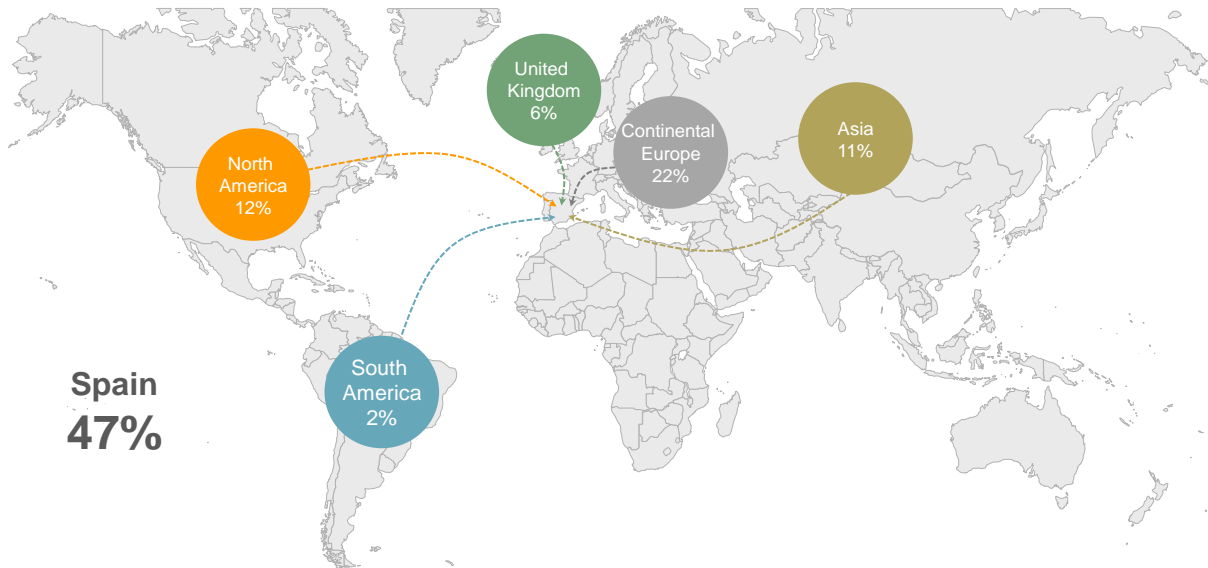 United
Kingdom
6%
Continental
Europe
22%
Asia
11%
North
America
12%
South
America
2%
Spain
47%